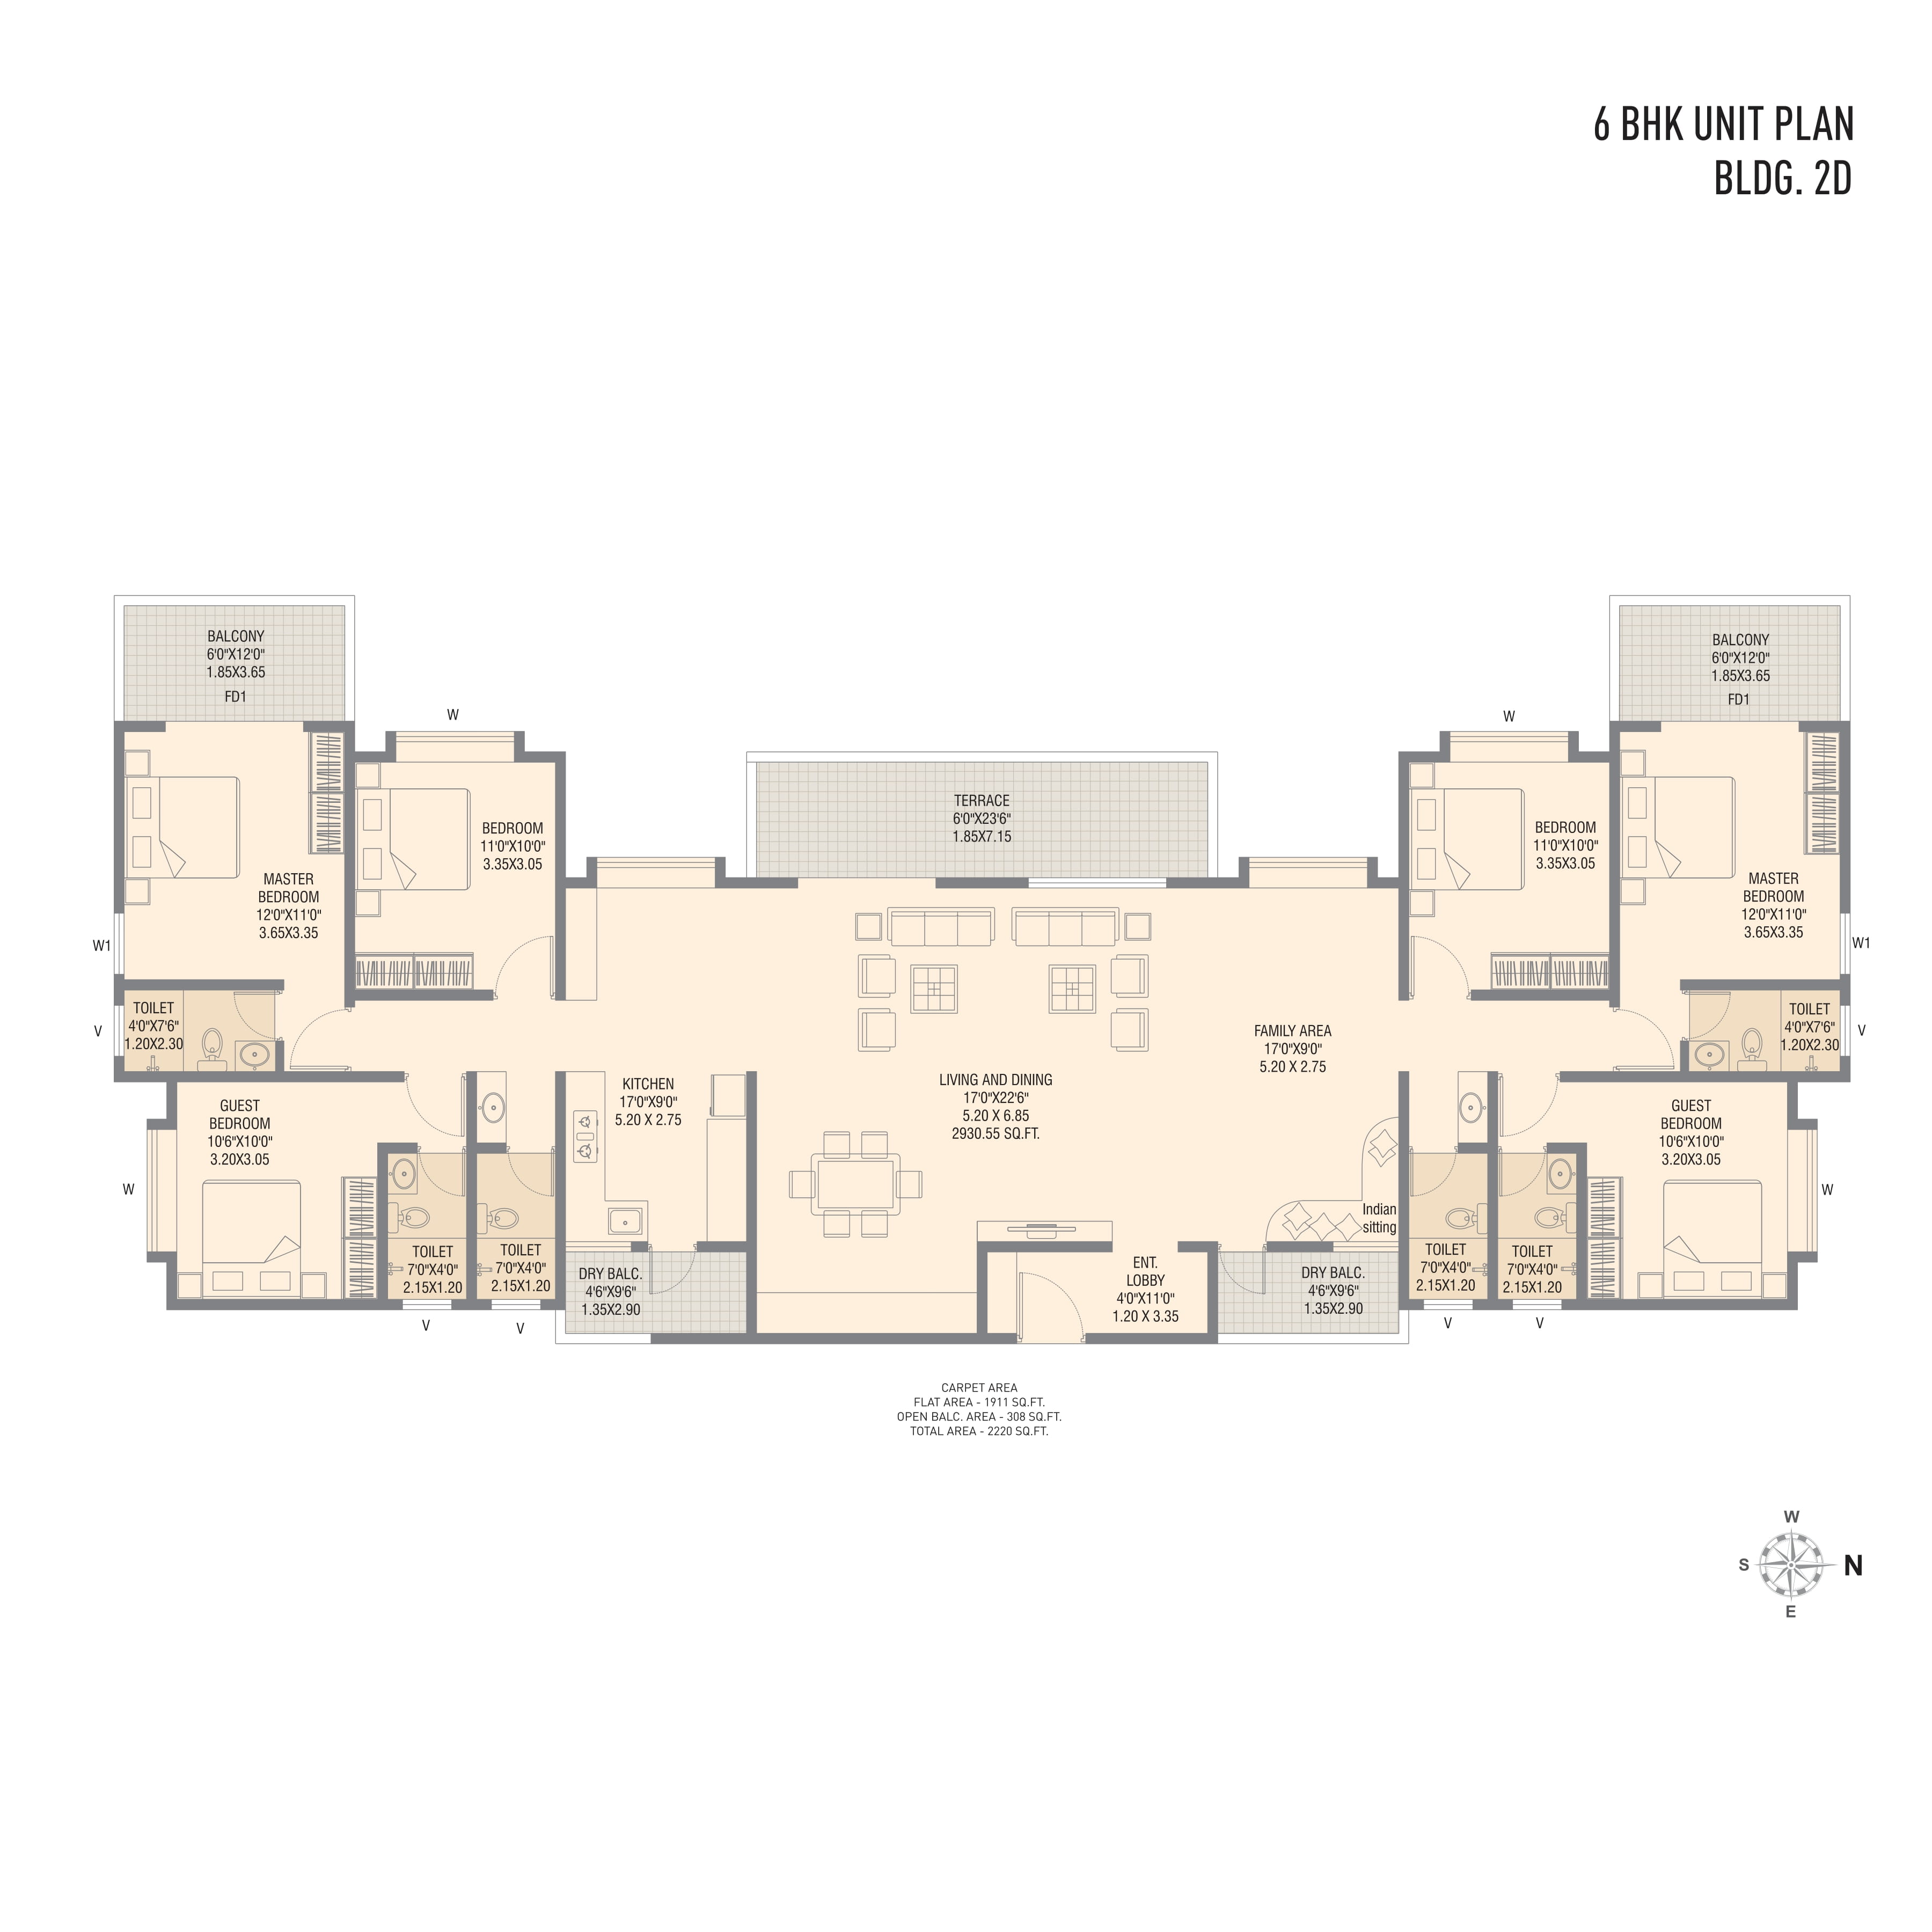 6 BHK UNIT PLAN
BLDG. 2D
BALCONY
6'0"X12'0"
1.85X3.65
FD1
BALCONY
6'0"X12'0"
1.85X3.65
FD1
W
W
TERRACE
6'0"X23'6"
1.85X7.15
BEDROOM
11'0"X10'0"
3.35X3.05
BEDROOM
11'0"X10'0"
3.35X3.05
MASTER
BEDROOM
12'0"X11'0"
3.65X3.35
MASTER
BEDROOM
12'0"X11'0"
3.65X3.35
W1
W1
TOILET
4'0"X7'6"
1.20X2.30
V
TOILET
4'0"X7'6"
1.20X2.30
V
FAMILY AREA
17'0"X9'0"
5.20 X 2.75
KITCHEN
17'0"X9'0"
5.20 X 2.75
LIVING AND DINING
17'0"X22'6"
5.20 X 6.85
2930.55 SQ.FT.
GUEST
BEDROOM
10'6"X10'0"
3.20X3.05
GUEST
BEDROOM
10'6"X10'0"
3.20X3.05
W
W
Indian
sitting
TOILET
7'0"X4'0"
2.15X1.20
TOILET
7'0"X4'0"
2.15X1.20
DRY BALC.
4'6"X9'6"
1.35X2.90
ENT.
LOBBY
4'0"X11'0"
1.20 X 3.35
DRY BALC.
4'6"X9'6"
1.35X2.90
TOILET
7'0"X4'0"
2.15X1.20
TOILET
7'0"X4'0"
2.15X1.20
V
V
V
V
CARPET AREA
FLAT AREA - 1911 SQ.FT.
OPEN BALC. AREA - 308 SQ.FT.
TOTAL AREA - 2220 SQ.FT.
W
S
N
E